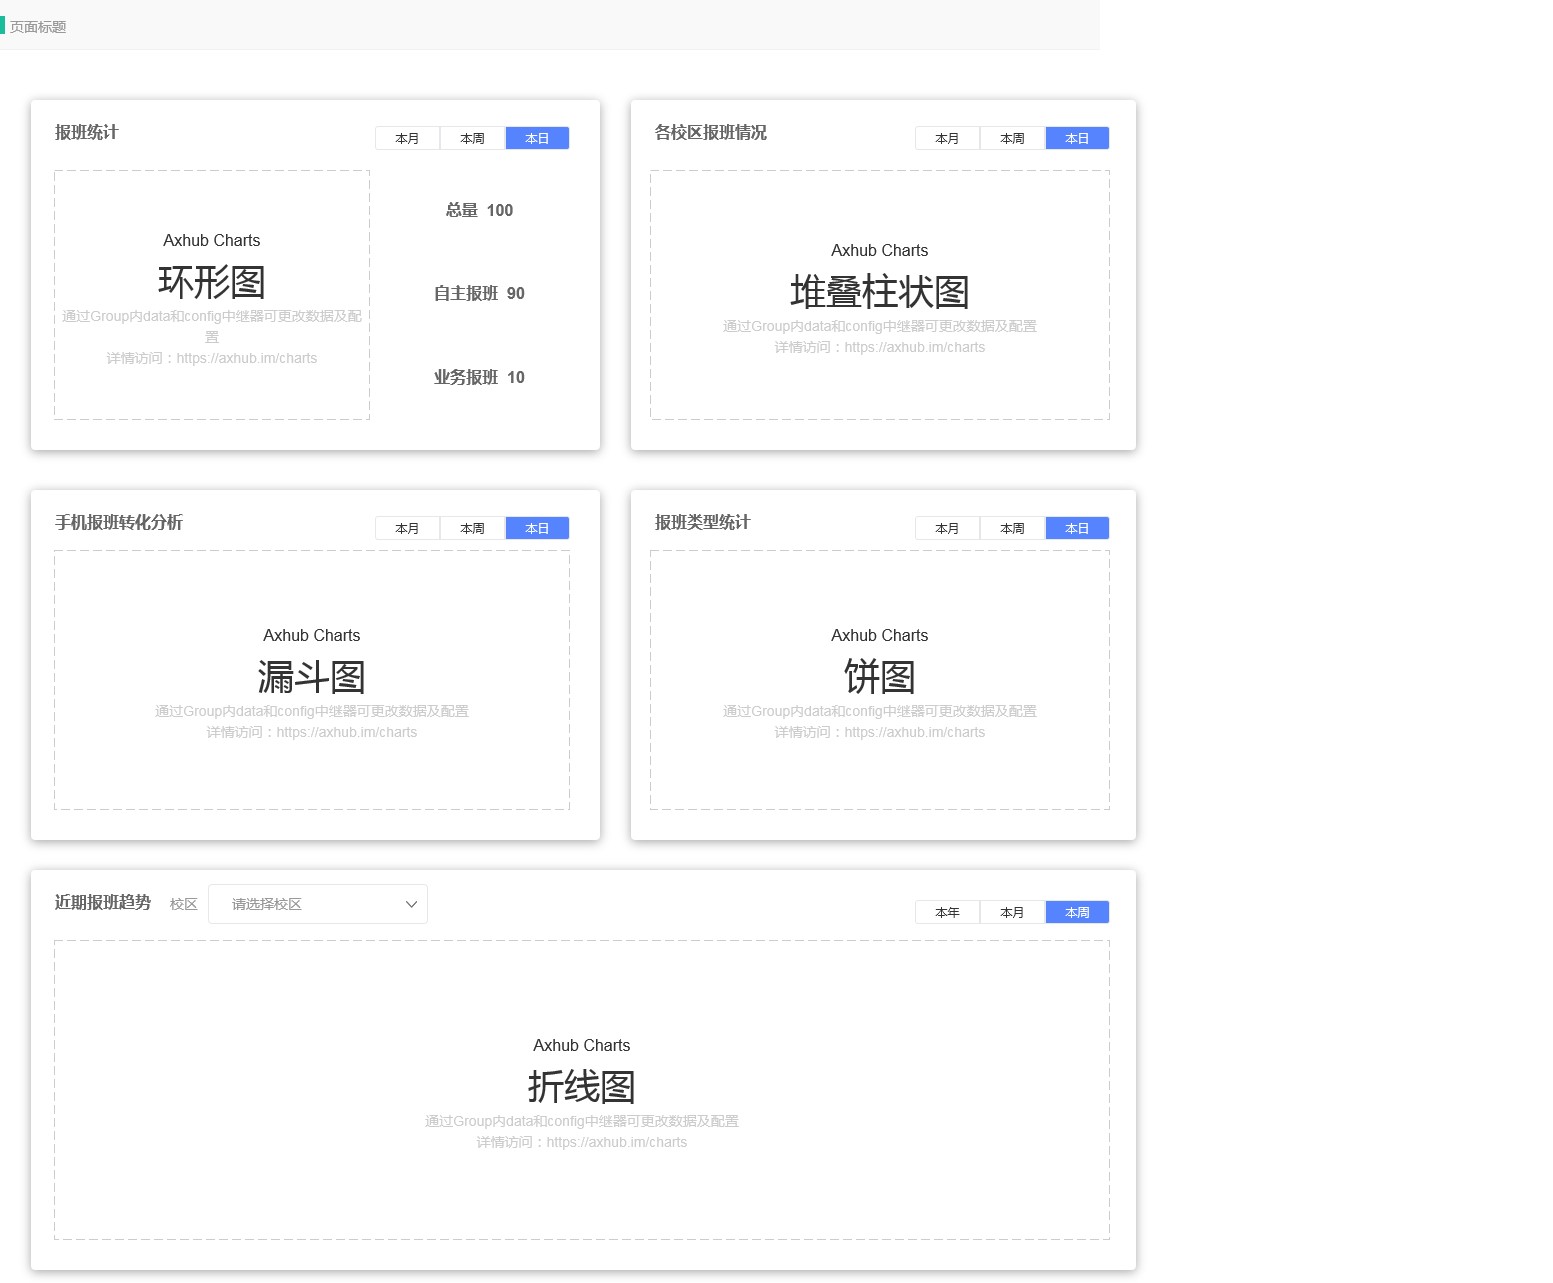 页面标题
报班统计
本月 本周 本日
Axhub Charts
环形图
通过Group内data和config中继器可更改数据及配
置
详情访问：https://axhub.im/charts
总量 100
自主报班 90
业务报班 10
各校区报班情况
本月 本周 本日
Axhub Charts
堆叠柱状图
通过Group内data和config中继器可更改数据及配置
详情访问：https://axhub.im/charts
手机报班转化分析
本月 本周 本日
Axhub Charts
漏斗图
通过Group内data和config中继器可更改数据及配置
详情访问：https://axhub.im/charts
报班类型统计
本月 本周 本日
Axhub Charts
饼图
通过Group内data和config中继器可更改数据及配置
详情访问：https://axhub.im/charts
近期报班趋势 校区 请选择校区
本年 本月 本周
Axhub Charts
折线图
通过Group内data和config中继器可更改数据及配置
详情访问：https://axhub.im/charts